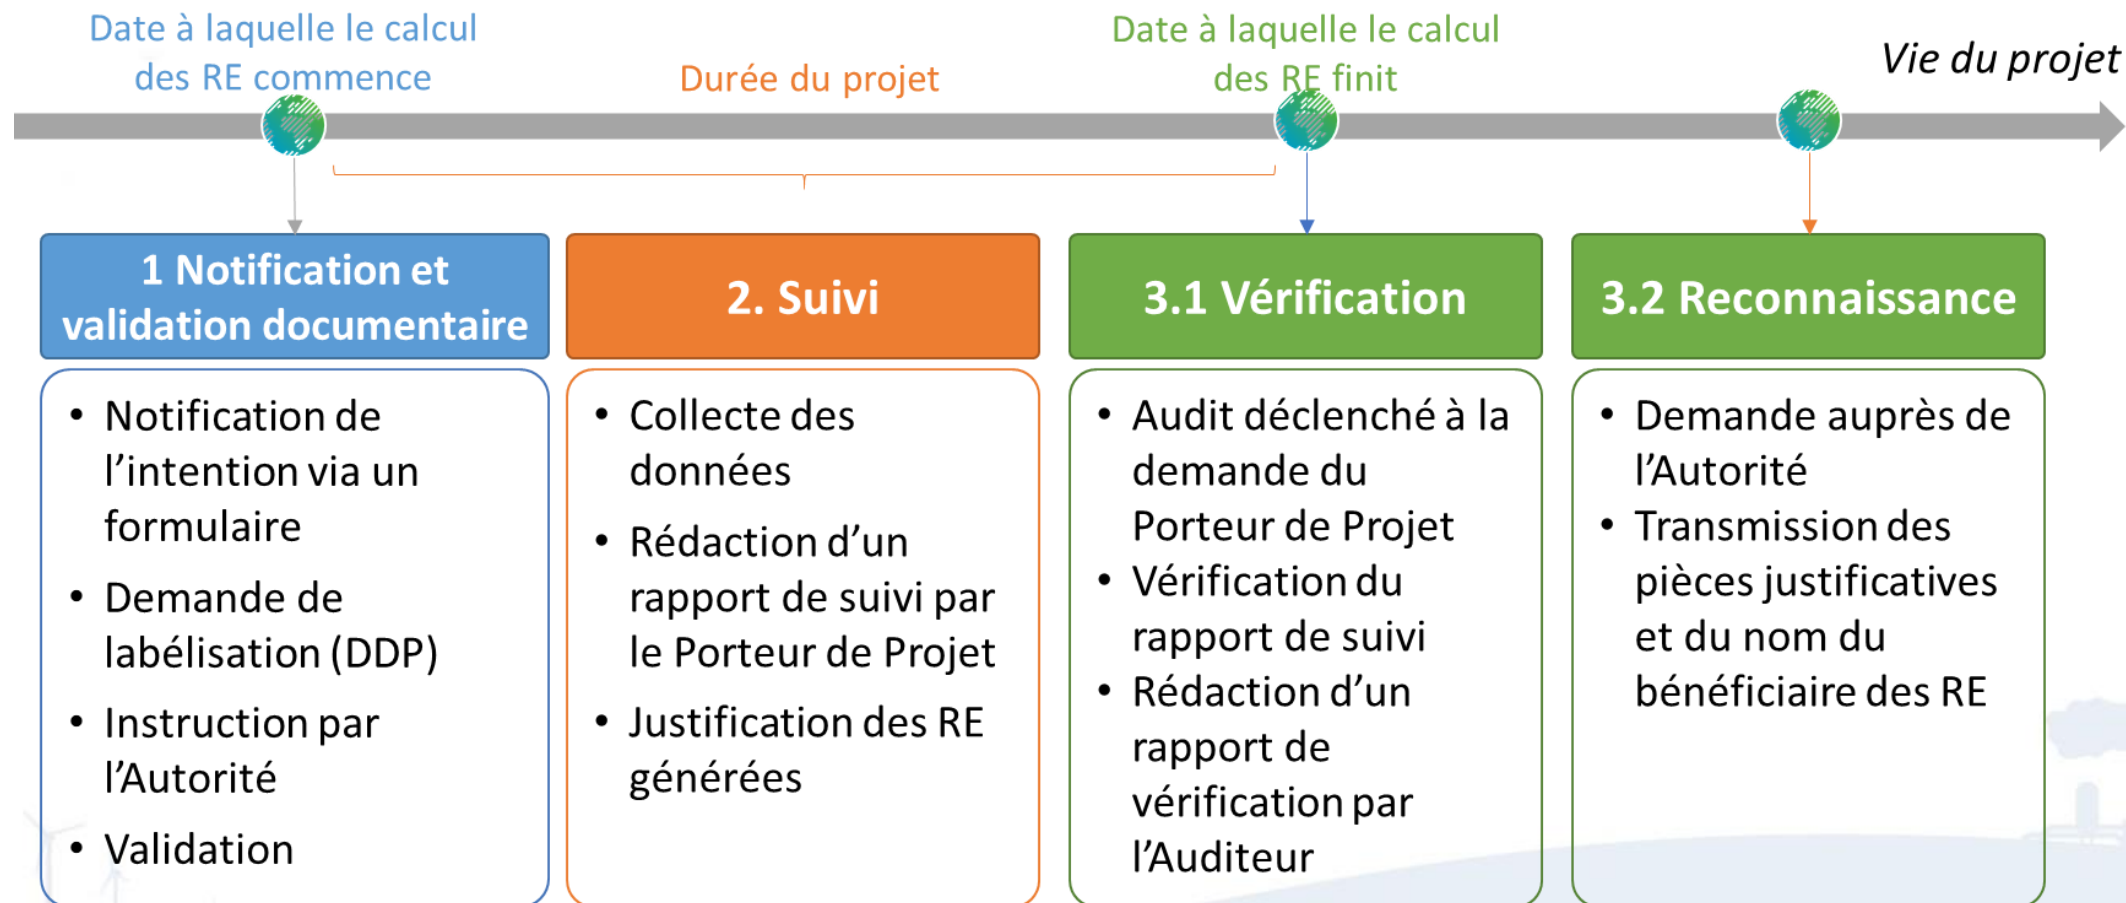 Date à laquelle le calcul
des RE commence
Durée du projet
Date à laquelle le calcul
des RE finit
Vie du projet
1 Notification et
validation documentaire
• Notification de
l’intention via un
formulaire
• Demande de
labélisation (DDP)
• Instruction par
l’Autorité
• Validation
2. Suivi
• Collecte des
données
• Rédaction d’un
rapport de suivi par
le Porteur de Projet
• Justification des RE
générées
3.1 Vérification
• Audit déclenché à la
demande du
Porteur de Projet
• Vérification du
rapport de suivi
• Rédaction d’un
rapport de
vérification par
l’Auditeur
3.2 Reconnaissance
• Demande auprès de
l’Autorité
• Transmission des
pièces justificatives
et du nom du
bénéficiaire des RE